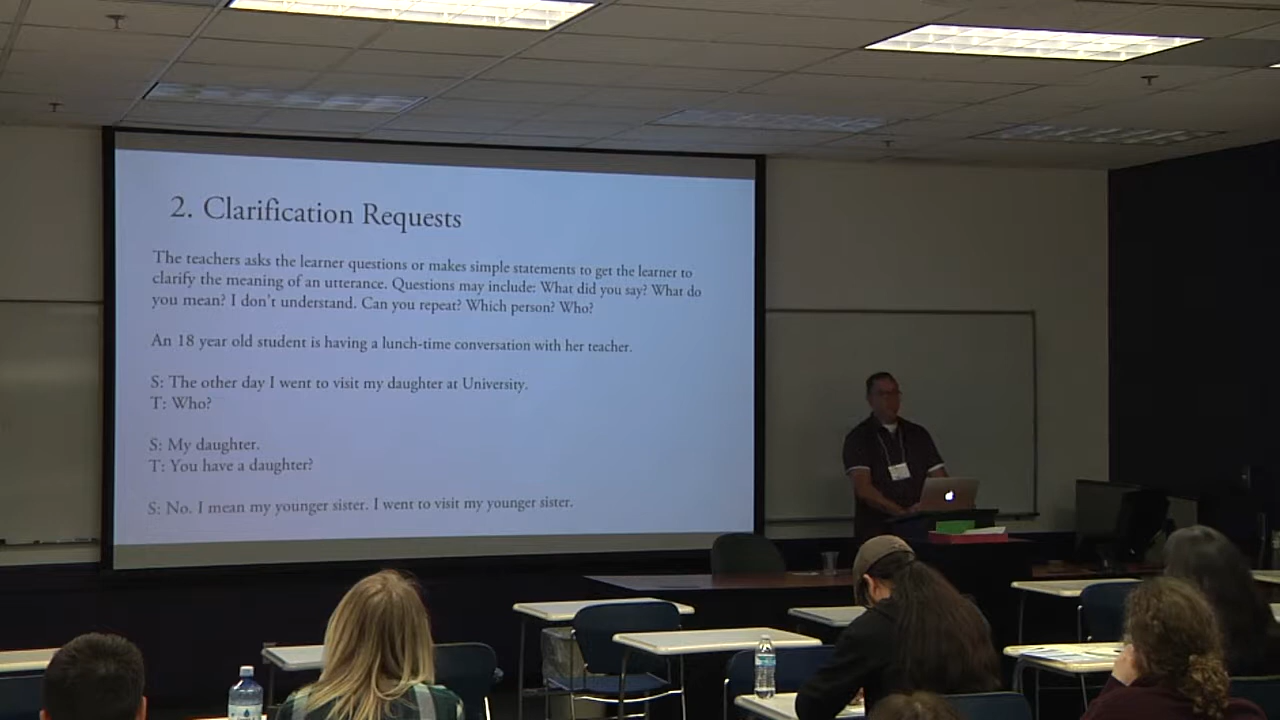 2. Clarification Requests
The teachers asks the learner questions or makes simple statements to get the learner to
clarify the meaning of an utterance. Questions may include: What did you say? What do
you mean? I don't understand. Can you repeat? Which person? Who?
An 18 year old student is having a lunch-time conversation with her teacher.
S: The other day I went to visit my daughter at University.
T: Who?
S: My daughter.
T: You have a daughter?
S: No. I mean my younger sister. I went to visit my younger sister.